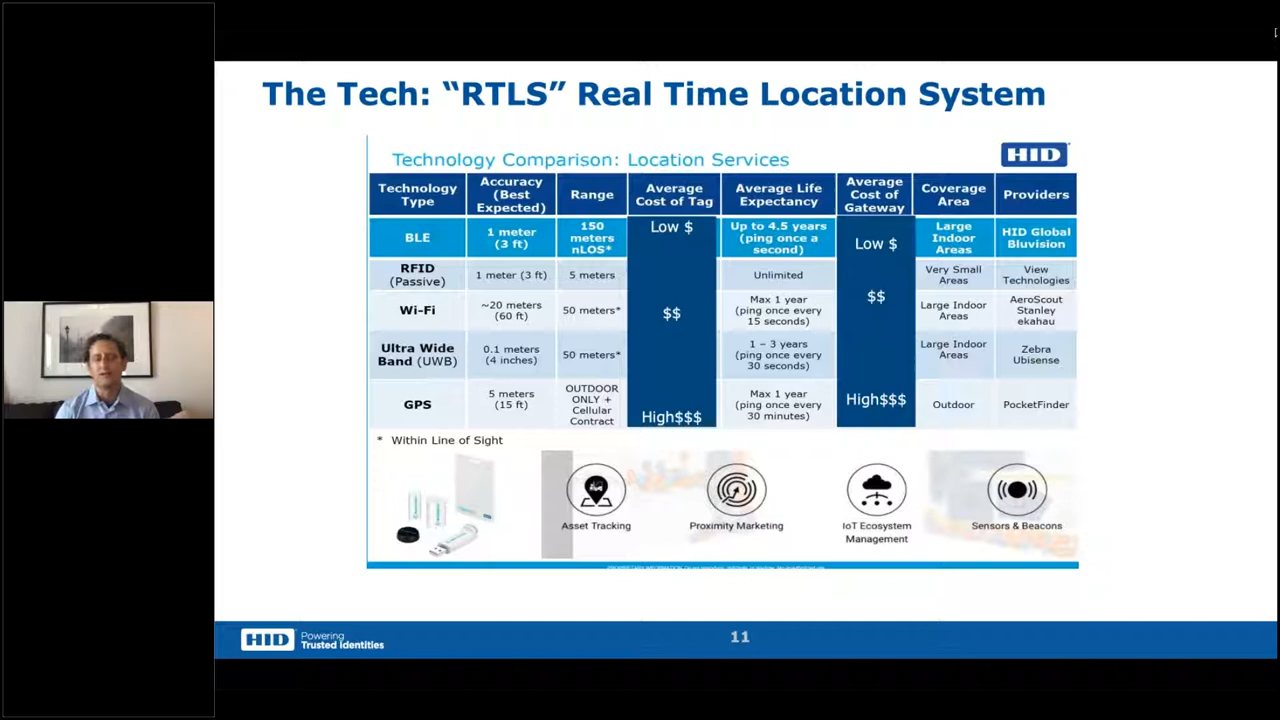 The Tech: “RTLS” Real Time Location System
Technology Comparison: Location Services
HID
Technology Type
Accuracy (Best Expected)
Range
Average Cost of Tag
Average Life Expectancy
Average Cost of Gateway
Coverage Area
Providers
BLE
1 meter (3 ft)
150 meters nLOS*
Low $
Up to 4.5 years (ping once a second)
Low $
Large Indoor Areas
HID Global Bluvision
RFID (Passive)
1 meter (3 ft)
5 meters
Unlimited
Very Small Areas
View Technologies
Wi-Fi
~20 meters (60 ft)
50 meters*
$$
Max 1 year (ping once every 15 seconds)
$$
Large Indoor Areas
AeroScout Stanley ekahau
Ultra Wide Band (UWB)
0.1 meters (4 inches)
50 meters*
1 – 3 years (ping once every 30 seconds)
Large Indoor Areas
Zebra Ubisense
GPS
5 meters (15 ft)
OUTDOOR ONLY + Cellular Contract
High$$$
Max 1 year (ping once every 30 minutes)
High$$$
Outdoor
PocketFinder
* Within Line of Sight
Asset Tracking
Proximity Marketing
IoT Ecosystem Management
Sensors & Beacons
HID
Powering
Trusted Identities
11